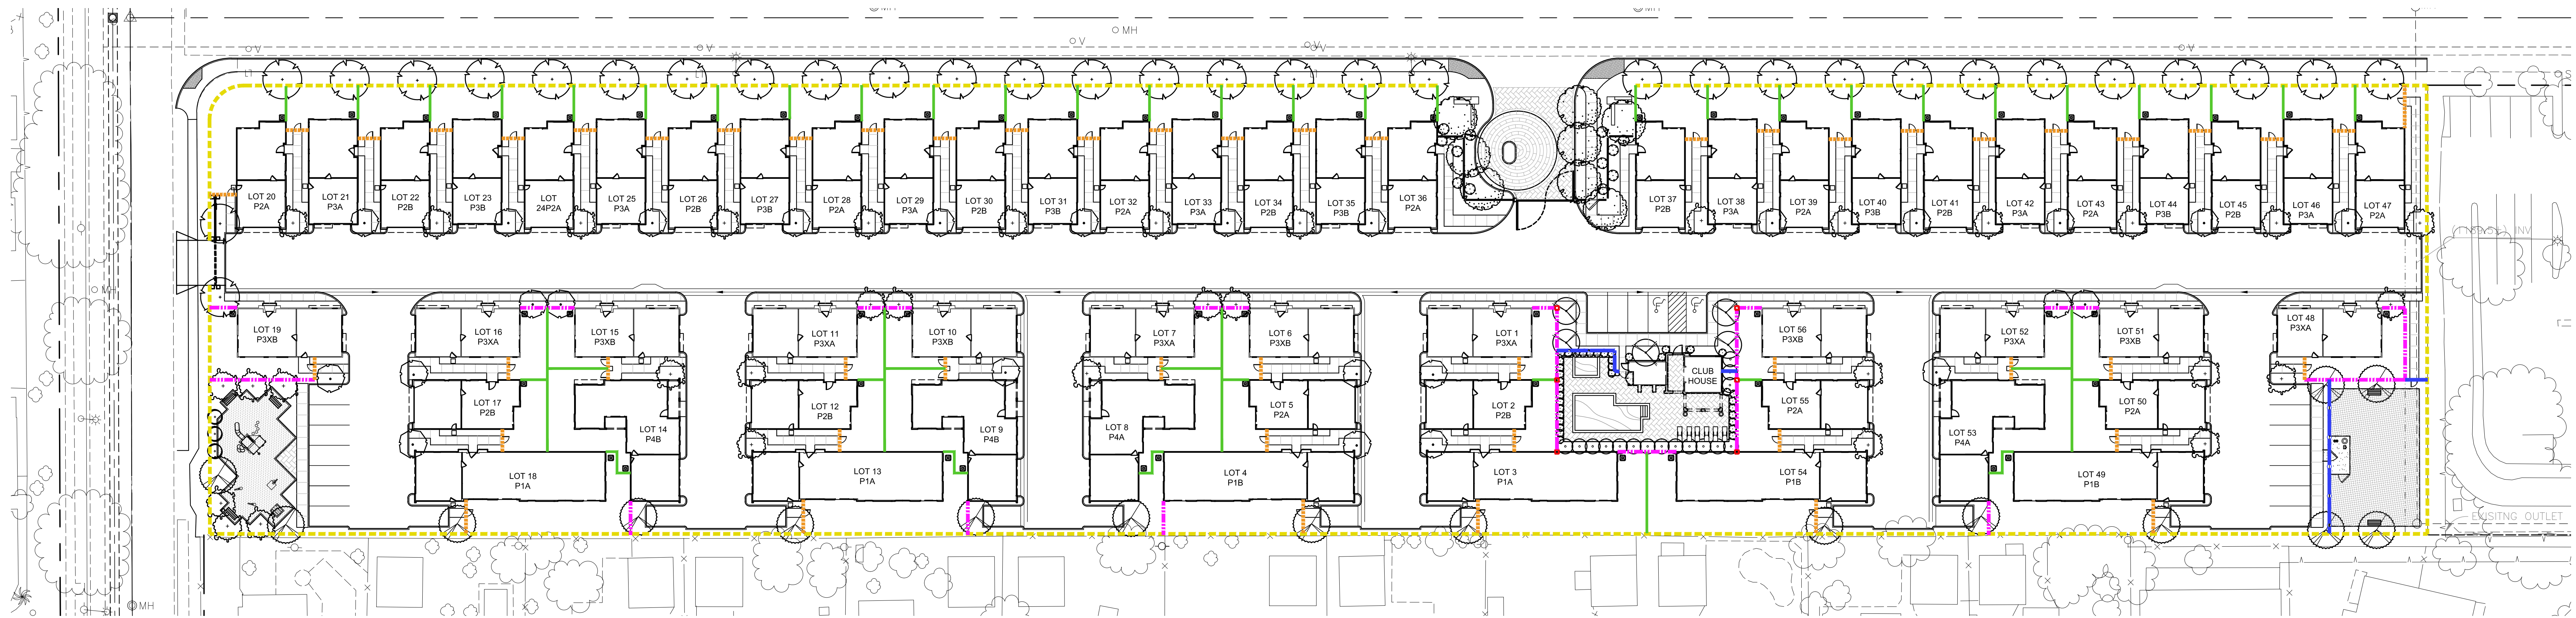 MH
V
V
V
V
V
L1
L1
L1
LOT 20
P2A
LOT 21
P3A
LOT 22
P2B
LOT 23
P3B
LOT
24P2A
LOT 25
P3A
LOT 26
P2B
LOT 27
P3B
LOT 28
P2A
LOT 29
P3A
LOT 30
P2B
LOT 31
P3B
LOT 32
P2A
LOT 33
P3A
LOT 34
P2B
LOT 35
P3B
LOT 36
P2A
LOT 37
P2B
LOT 38
P3A
LOT 39
P2A
LOT 40
P3B
LOT 41
P2B
LOT 42
P3A
LOT 43
P2A
LOT 44
P3B
LOT 45
P2B
LOT 46
P3A
LOT 47
P2A
MH
LOT 19
P3XB
LOT 16
P3XA
LOT 15
P3XB
LOT 11
P3XA
LOT 10
P3XB
LOT 7
P3XA
LOT 6
P3XB
LOT 1
P3XA
LOT 56
P3XB
LOT 52
P3XA
LOT 51
P3XB
LOT 48
P3XA
CLUB
HOUSE
LOT 17
P2B
LOT 14
P4B
LOT 12
P2B
LOT 9
P4B
LOT 8
P4A
LOT 5
P2A
LOT 2
P2B
LOT 55
P2A
LOT 53
P4A
LOT 50
P2A
LOT 18
P1A
LOT 13
P1A
LOT 4
P1B
LOT 3
P1A
LOT 54
P1B
LOT 49
P1B
EXISITNG OUTLET
MH